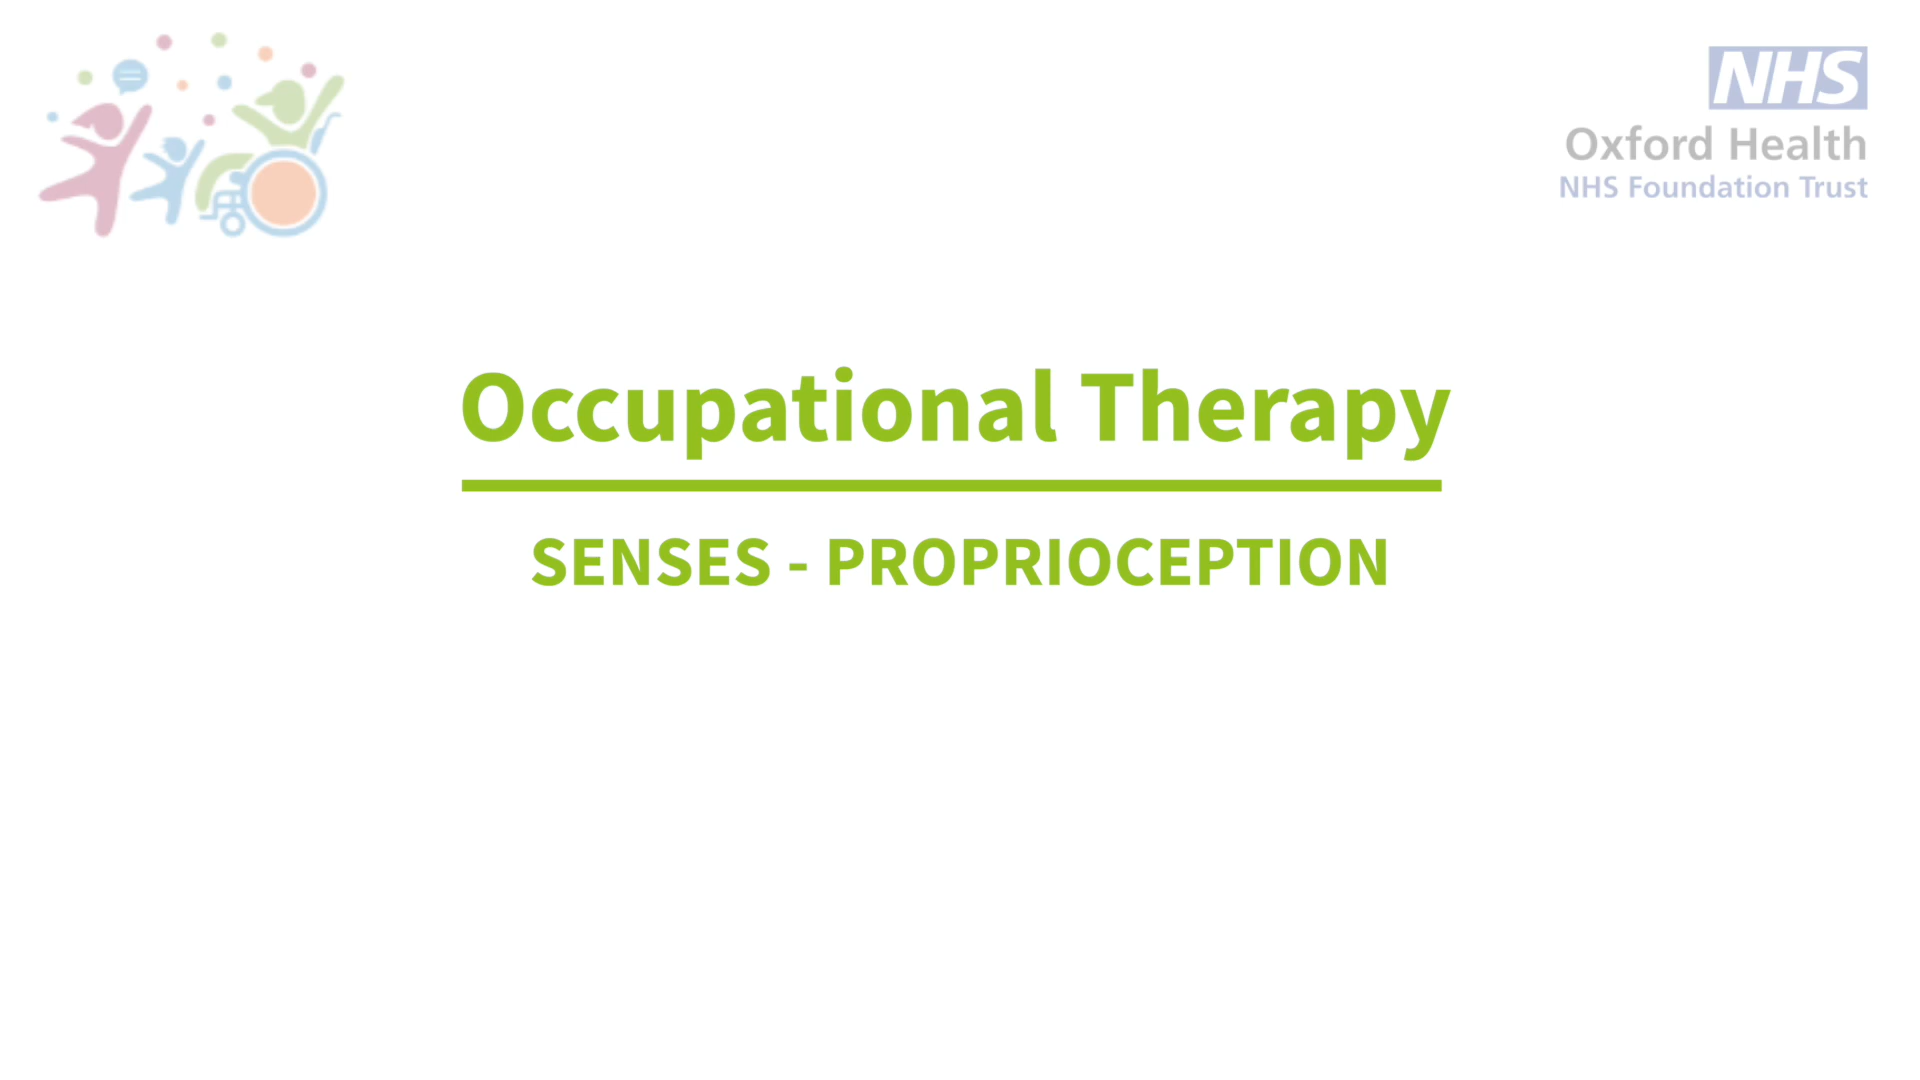 NHS
Oxford Health
NHS Foundation Trust
Occupational Therapy
SENSES - PROPRIOCEPTION